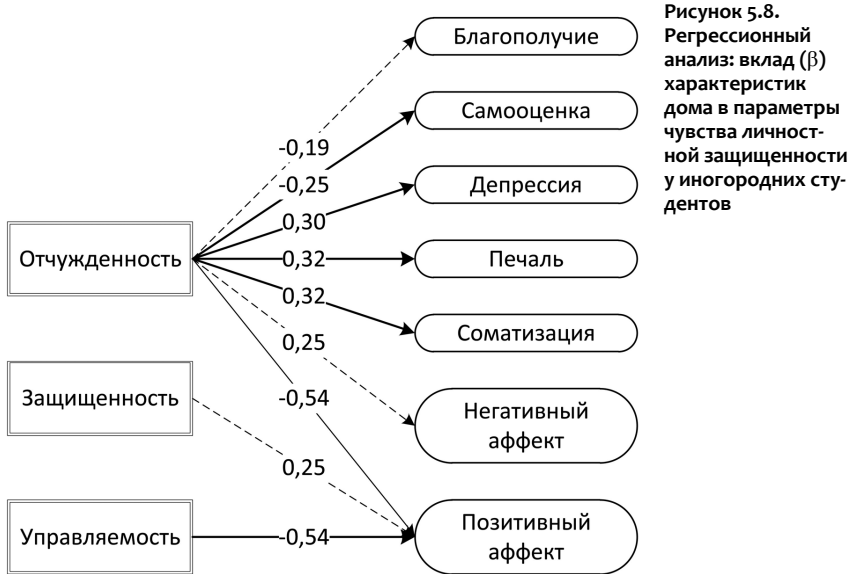 Рисунок 5.8.
Регрессионный
анализ: вклад (β)
характеристик
дома в параметры
чувства личност-
ной защищенности
у иногородних сту-
дентов
Благополучие
Самооценка
Депрессия
Печаль
Соматизация
Негативный
аффект
Позитивный
аффект
Отчужденность
Защищенность
Управляемость
-0,19
-0,25
0,30
0,32
0,32
0,25
-0,54
0,25
-0,54